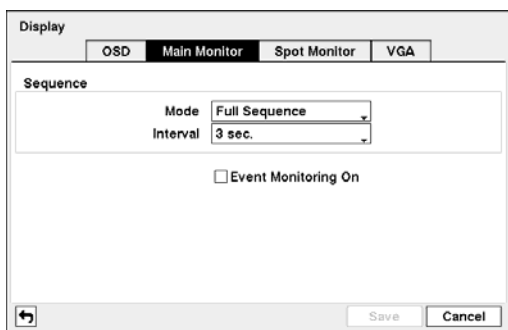 Display
OSD Main Monitor Spot Monitor VGA
Sequence
Mode Full Sequence
Interval 3 sec.
Event Monitoring On
Save Cancel